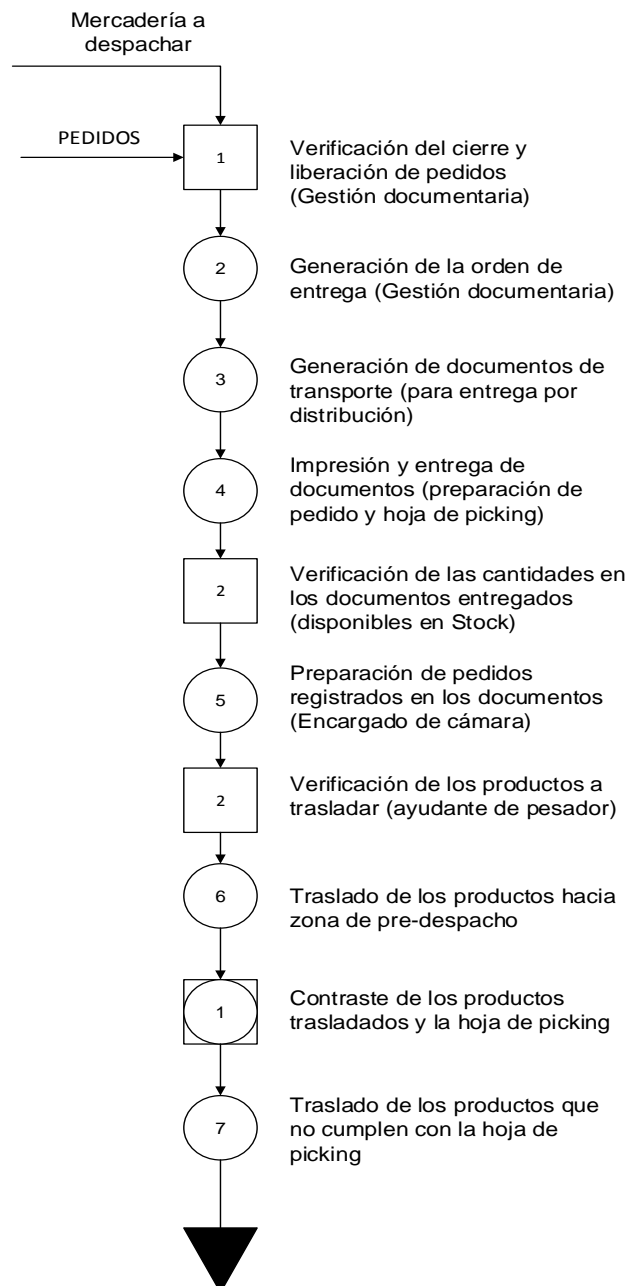 Mercadería a
despachar
PEDIDOS
1
Verificación del cierre y
liberación de pedidos
(Gestión documentaria)
2
Generación de la orden de
entrega (Gestión documentaria)
3
Generación de documentos de
transporte (para entrega por
distribución)
4
Impresión y entrega de
documentos (preparación de
pedido y hoja de picking)
2
Verificación de las cantidades en
los documentos entregados
(disponibles en Stock)
5
Preparación de pedidos
registrados en los documentos
(Encargado de cámara)
2
Verificación de los productos a
trasladar (ayudante de pesador)
6
Traslado de los productos hacia
zona de pre-despacho
1
Contraste de los productos
trasladados y la hoja de picking
7
Traslado de los productos que
no cumplen con la hoja de
picking